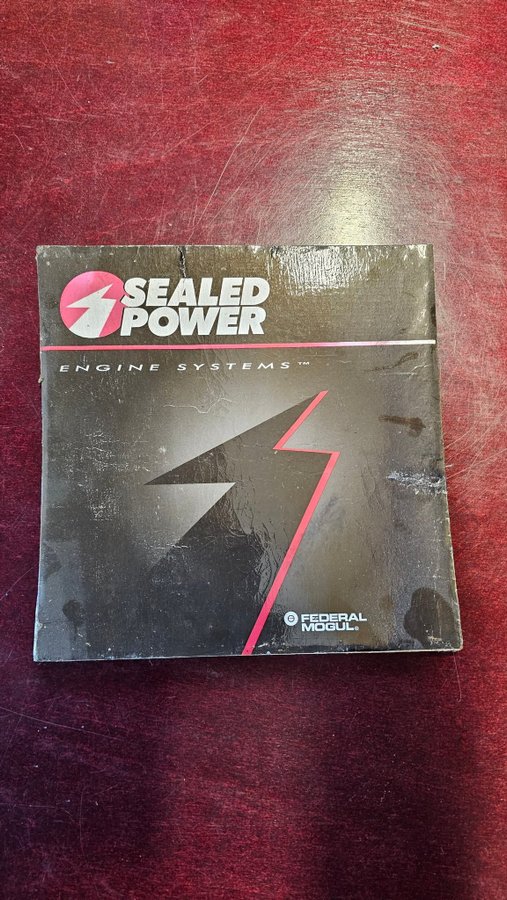 SEALED
POWER
ENGINE SYSTEMS™
FEDERAL
MOGUL®